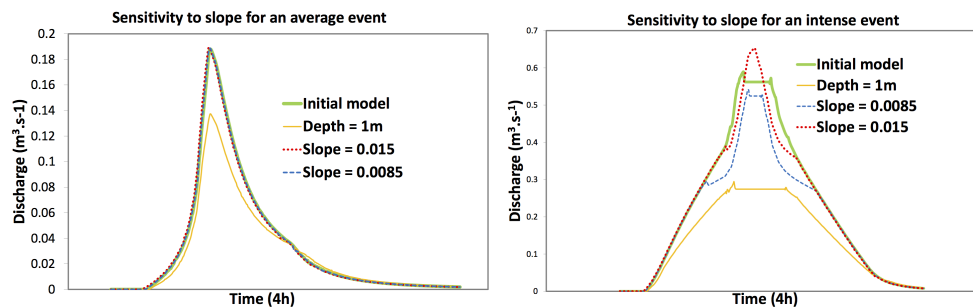 Sensitivity to slope for an average event
0.2
0.18
0.16
0.14
0.12
0.1
0.08
0.06
0.04
0.02
0
Discharge (m³.s-1)
Initial model
Depth = 1m
Slope = 0.015
Slope = 0.0085
Time (4h)
Sensitivity to slope for an intense event
0.7
0.6
0.5
0.4
0.3
0.2
0.1
0.0
Discharge (m³.s-1)
Initial model
Depth = 1m
Slope = 0.0085
Slope = 0.015
Time (4h)